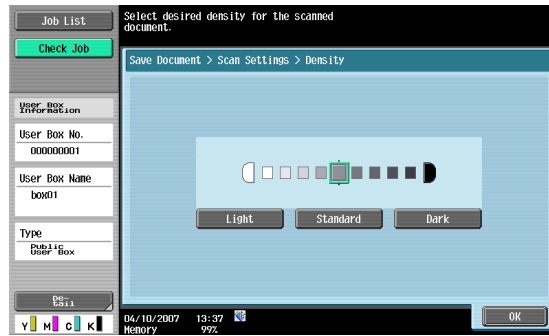 Job List
Select desired density for the scanned
document.
Check Job
Save Document > Scan Settings > Density
User Box
Information
User Box No.
000000001
User Box Name
box01
Light
Standard
Dark
Type
Public
User Box
De-
tail
Y M C K
04/10/2007 13:37
Memory 99%
OK